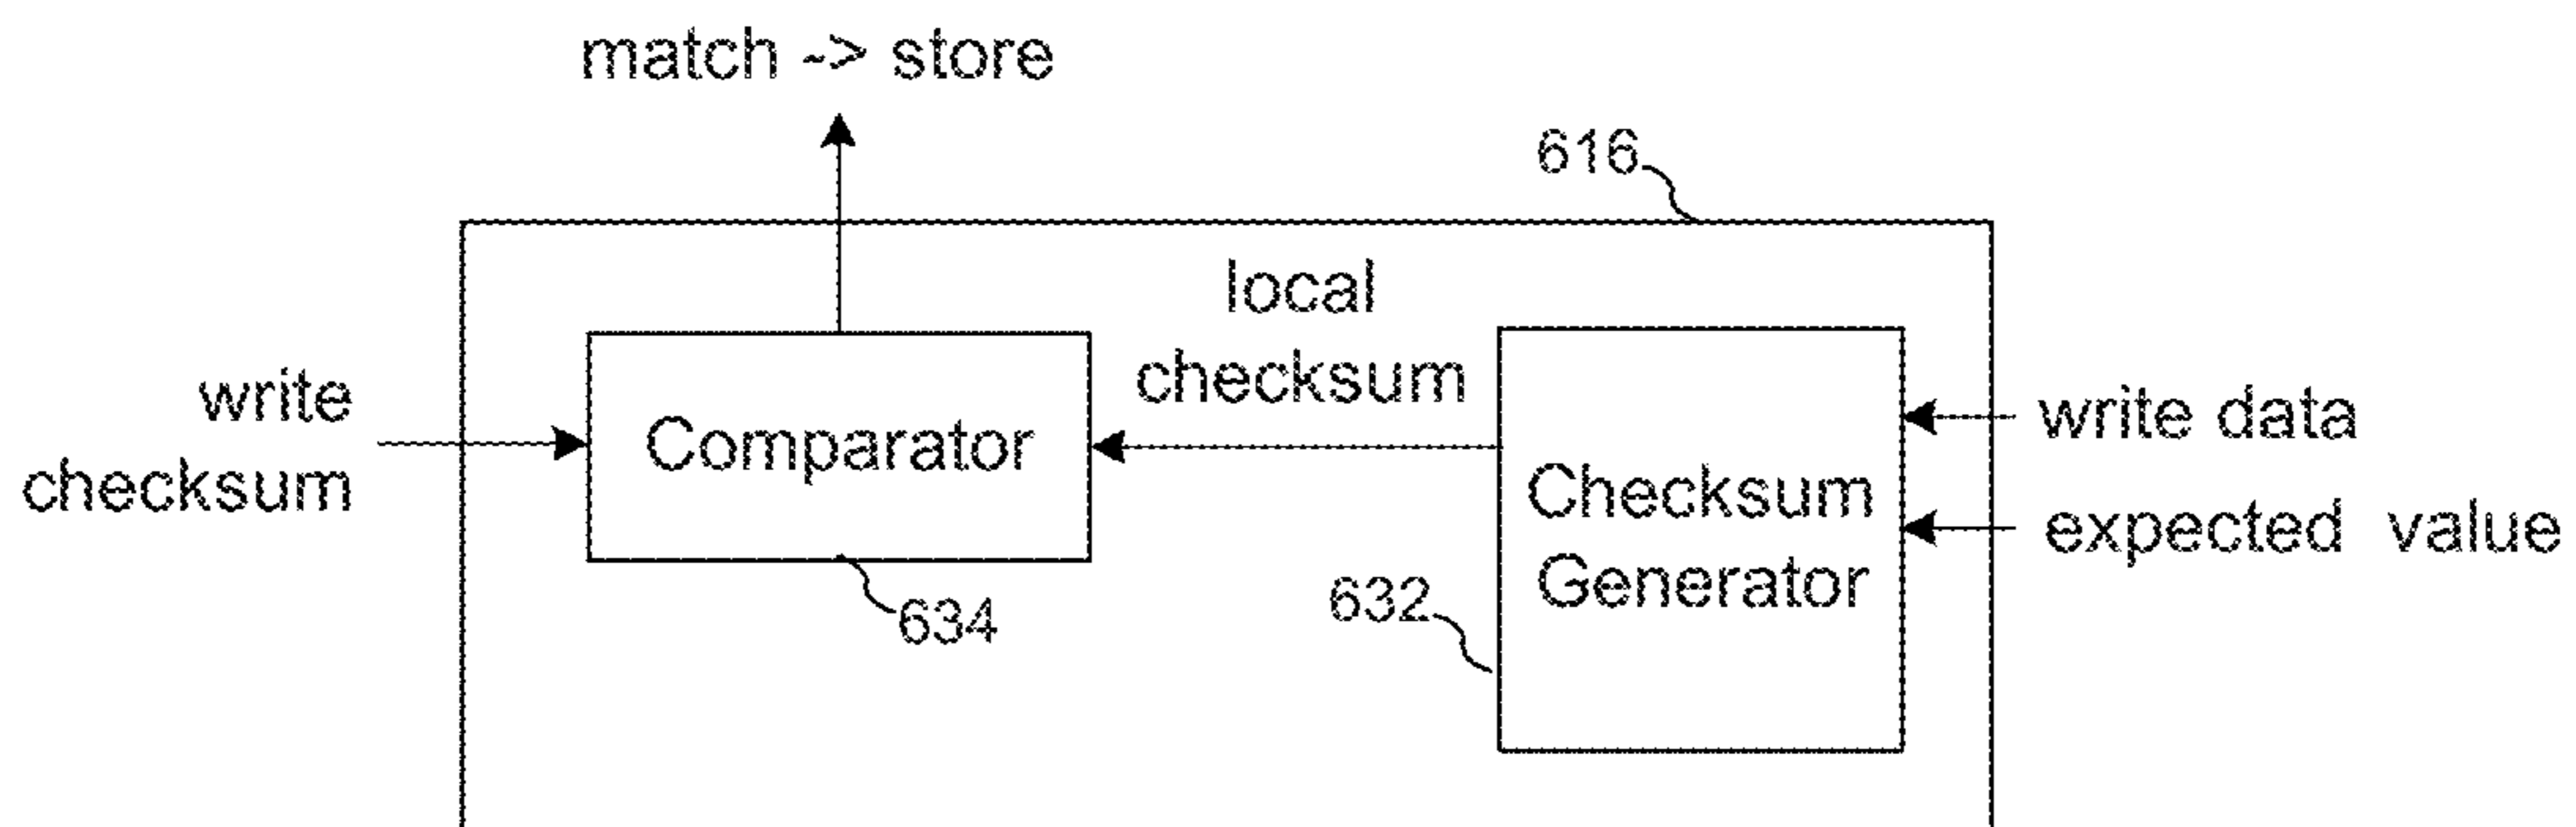 match -> store
616
local
checksum
write
checksum
Comparator
write data
expected value
Checksum
Generator
634
632